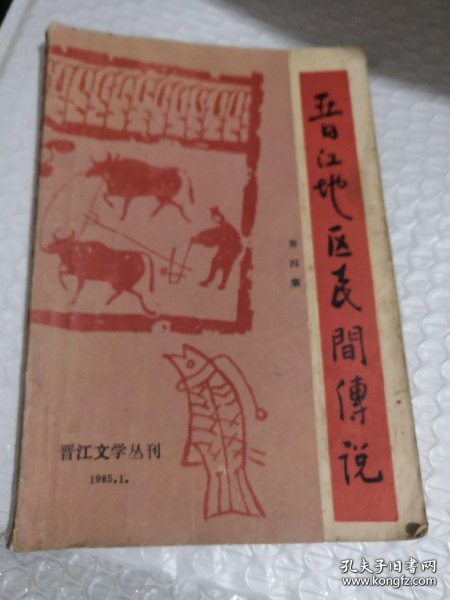 晋江地区民間傳说
第四集
晋江文学丛刊
1985.1.
孔夫子旧书网
www.kongfz.com